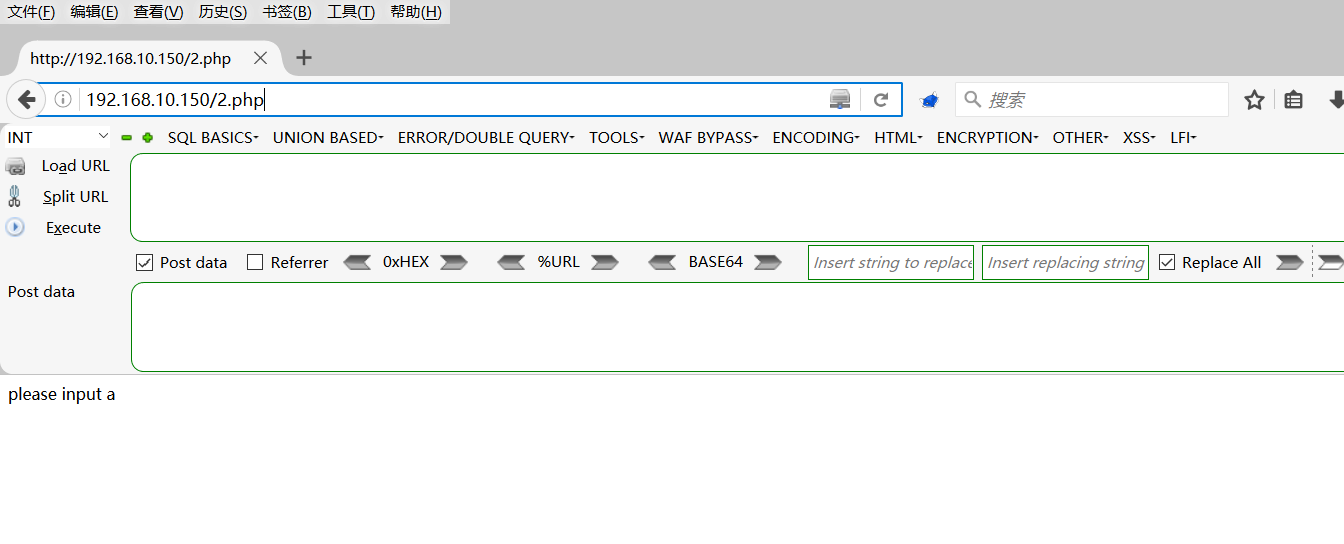 文件(F) 编辑(E) 查看(V) 历史(S) 书签(B) 工具(T) 帮助(H)
http://192.168.10.150/2.php
192.168.10.150/2.php 搜索
INT SQL BASICS UNION BASED ERROR/DOUBLE QUERY TOOLS WAF BYPASS ENCODING HTML ENCRYPTION OTHER XSS LFI
Load URL
Split URL
Execute
Post data Referrer 0xHEX %URL BASE64 Insert string to replace Insert replacing string Replace All
Post data
please input a